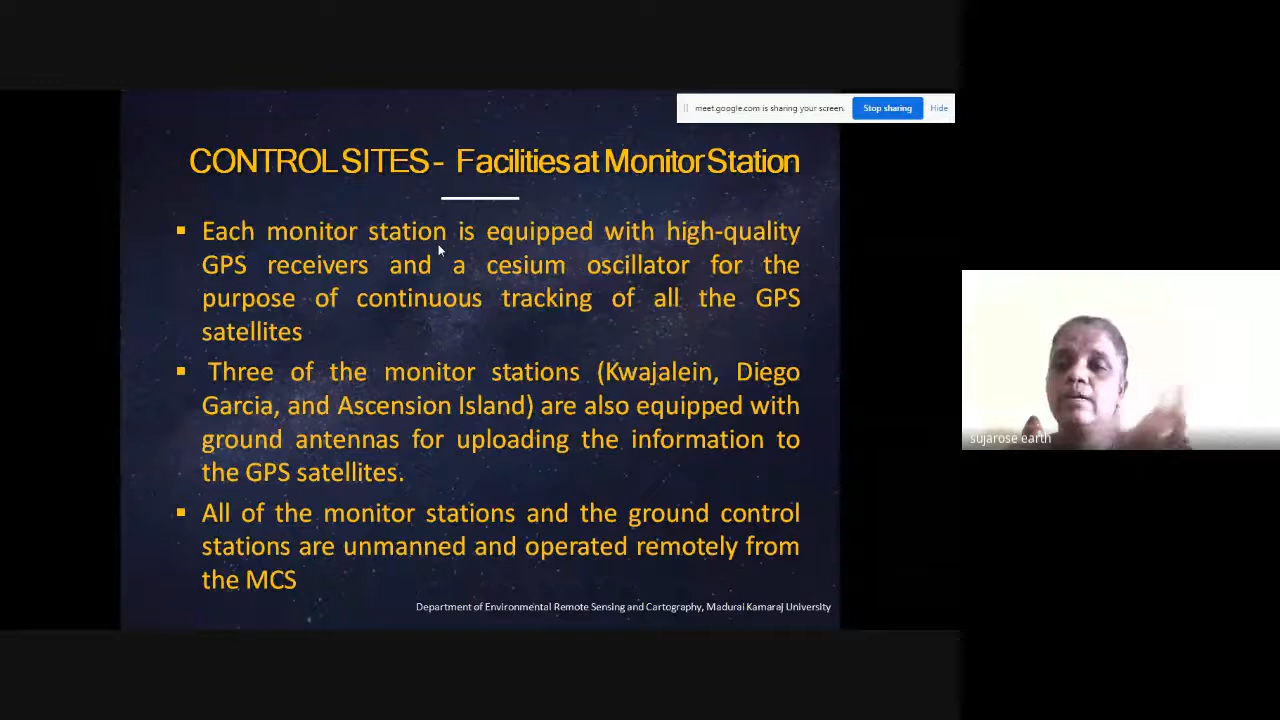 meet.google.com is sharing your screen.
Stop sharing
Hide
CONTROL SITES - Facilities at Monitor Station
▪ Each monitor station is equipped with high-quality
GPS receivers and a cesium oscillator for the
purpose of continuous tracking of all the GPS
satellites
▪ Three of the monitor stations (Kwajalein, Diego
Garcia, and Ascension Island) are also equipped with
ground antennas for uploading the information to
the GPS satellites.
▪ All of the monitor stations and the ground control
stations are unmanned and operated remotely from
the MCS
Department of Environmental Remote Sensing and Cartography, Madurai Kamaraj University
sujarose earth